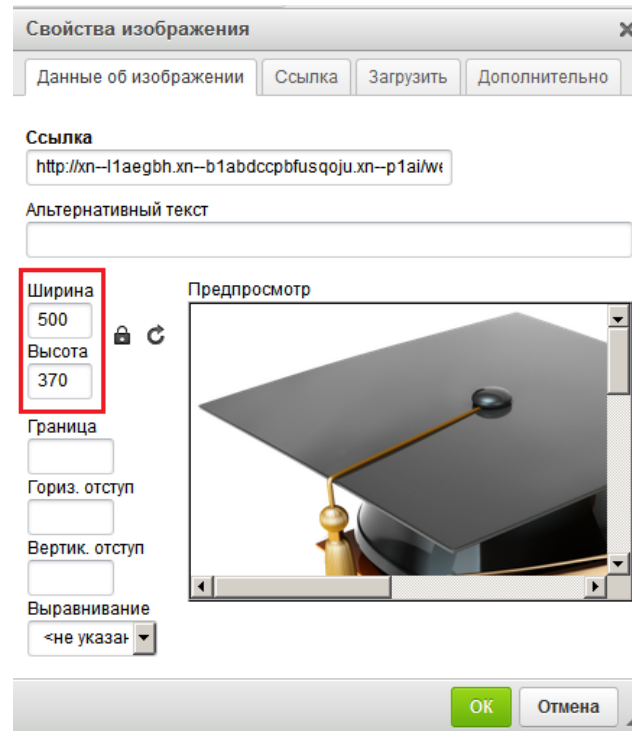 Свойства изображения
Данные об изображении Ссылка Загрузить Дополнительно
Ссылка
http://xn--l1aegbh.xn--b1abdccpbfusqoju.xn--p1ai/we
Альтернативный текст
Ширина
500
Высота
370
Предпросмотр
Граница
Гориз. отступ
Вертик. отступ
Выравнивание
<не указан
ОК Отмена